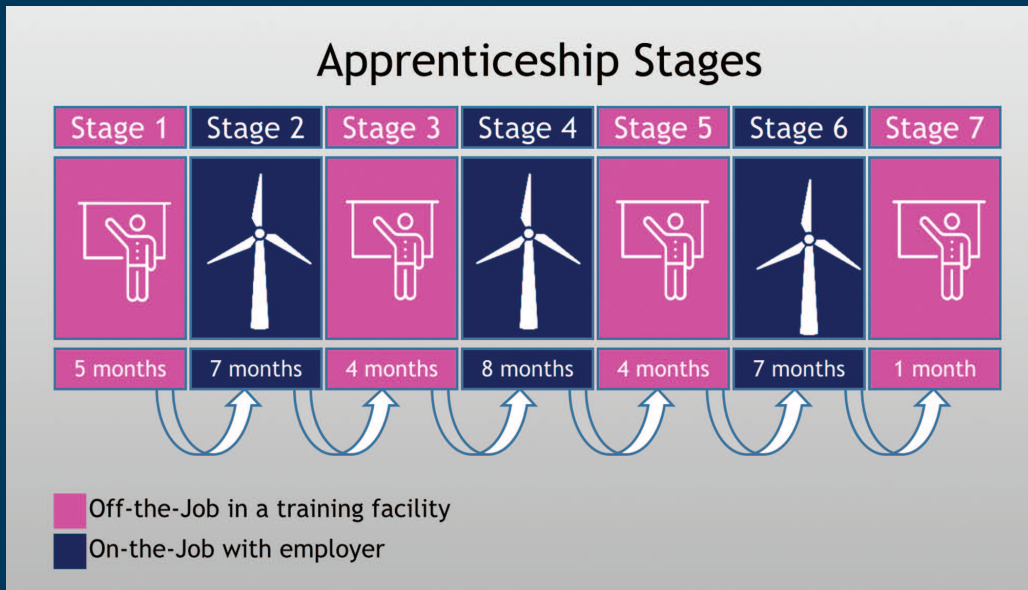 Apprenticeship Stages
Stage 1 Stage 2 Stage 3 Stage 4 Stage 5 Stage 6 Stage 7
5 months 7 months 4 months 8 months 4 months 7 months 1 month
Off-the-Job in a training facility
On-the-Job with employer